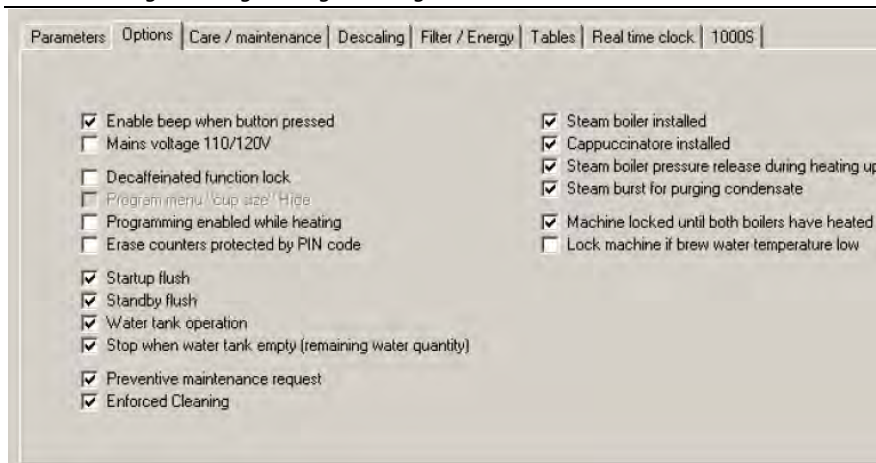 Parameters Options Care / maintenance Descaling Filter / Energy Tables Real time clock 1000S
Enable beep when button pressed
Mains voltage 110/120V
Decaffeinated function lock
Program menu "cup size" Hide
Programming enabled while heating
Erase counters protected by PIN code
Startup flush
Standby flush
Water tank operation
Stop when water tank empty (remaining water quantity)
Preventive maintenance request
Enforced Cleaning
Steam boiler installed
Cappuccinatore installed
Steam boiler pressure release during heating up
Steam burst for purging condensate
Machine locked until both boilers have heated
Lock machine if brew water temperature low